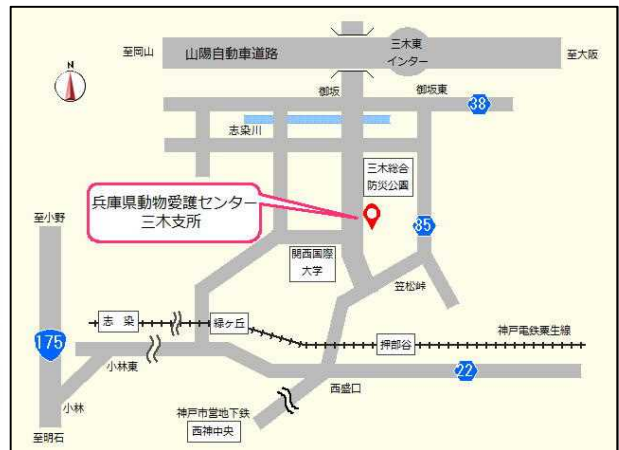 至岡山
山陽自動車道路
三木東
インター
至大阪
N
御坂
御坂東
38
志染川
三木総合
防災公園
兵庫県動物愛護センター
三木支所
至小野
85
関西国際
大学
笠松峠
志染
緑ヶ丘
神戸電鉄粟生線
押部谷
175
小林東
22
西盛口
小林
神戸市営地下鉄
西神中央
至明石